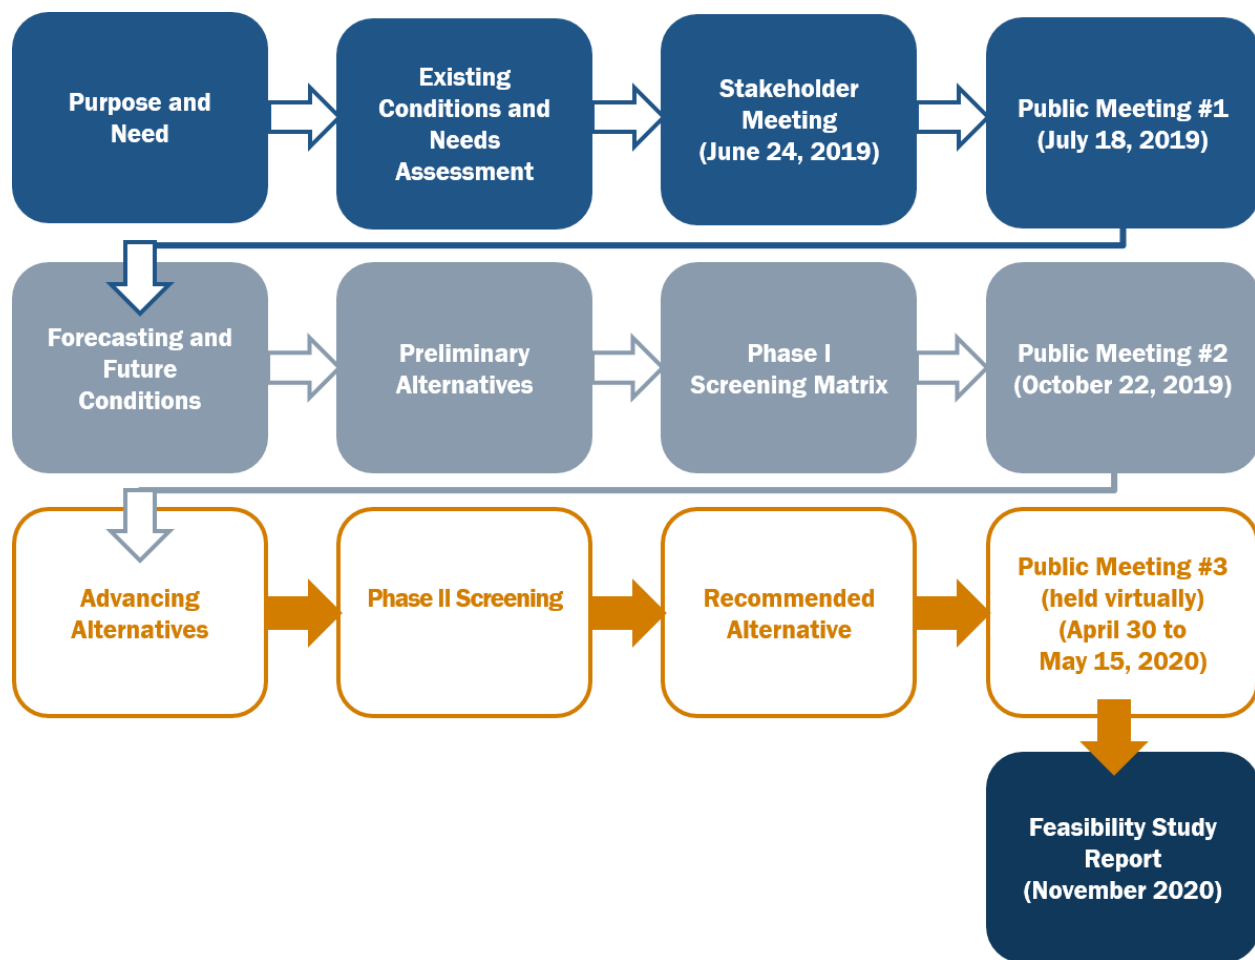 Purpose and
Need
Existing
Conditions and
Needs
Assessment
Stakeholder
Meeting
(June 24, 2019)
Public Meeting #1
(July 18, 2019)
Forecasting and
Future
Conditions
Preliminary
Alternatives
Phase I
Screening Matrix
Public Meeting #2
(October 22, 2019)
Advancing
Alternatives
Phase II Screening
Recommended
Alternative
Public Meeting #3
(held virtually)
(April 30 to
May 15, 2020)
Feasibility Study
Report
(November 2020)